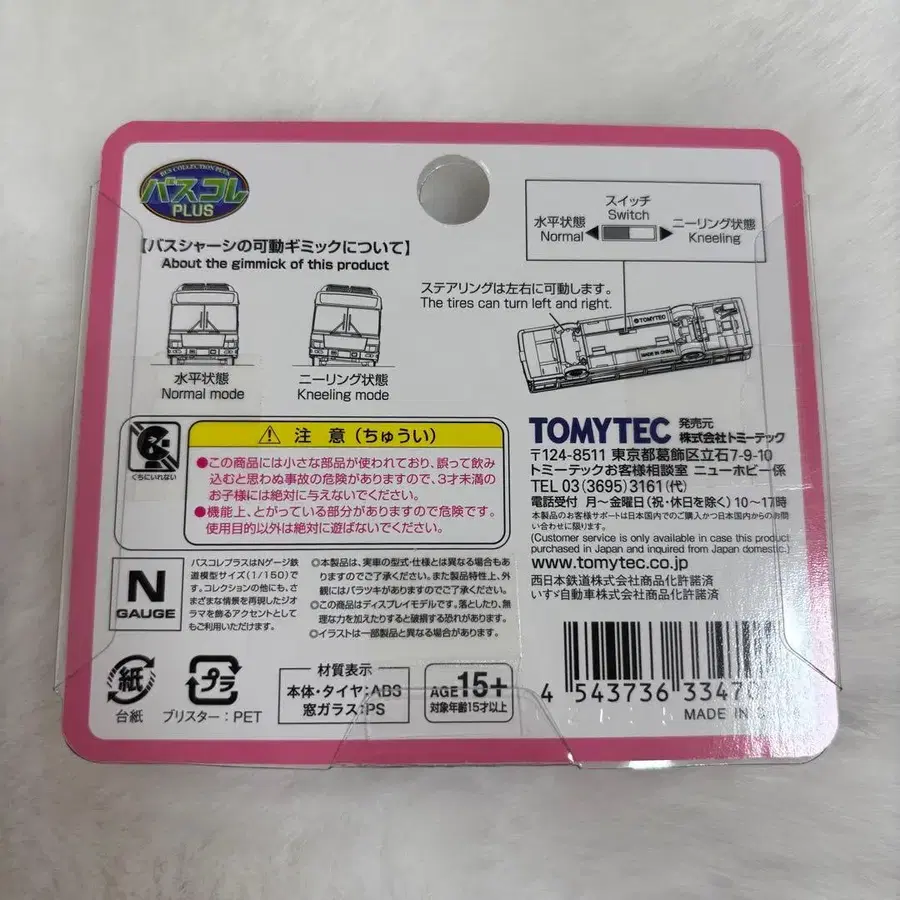 BUS COLLECTION PLUS
バスコレ
PLUS
【バスシャーシの可動ギミックについて】
About the gimmick of this product
水平状態
Normal mode
ニーリング状態
Kneeling mode
スイッチ
Switch
水平状態
Normal
ニーリング状態
Kneeling
ステアリングは左右に可動します。
The tires can turn left and right.
TOMYTEC
MADE IN CHINA
くちにいれない
⚠ 注 意 (ちゅうい)
●この商品には小さな部品が使われており、誤って飲み
込むと思わぬ事故の危険がありますので、3才未満の
お子様には絶対に与えないでください。
●機能上、とがっている部分がありますので危険です。
使用目的以外は絶対に遊ばないでください。
TOMYTEC 発売元
株式会社トミーテック
〒124-8511 東京都葛飾区立石7-9-10
トミーテックお客様相談室 ニューホビー係
TEL 03(3695)3161(代)
電話受付 月〜金曜日(祝・休日を除く)10〜17時
本製品のお客様サポートは日本国内でのご購入かつ日本国内からのお問
い合わせに限ります。
(Customer service is only available in case this product
purchased in Japan and inquired from Japan domestic.)
www.tomytec.co.jp
西日本鉄道株式会社商品化許諾済
いすゞ自動車株式会社商品化許諾済
N
GAUGE
バスコレプラスはNゲージ鉄
道模型サイズ(1/150)で
す。コレクションの他にも、さ
まざまな情景を再現したジオ
ラマを飾るアクセントとして
もご利用いただけます。
○本製品は、実車の型式・仕様とは異なる場合もあ
りますのでご了承ください。また製品特性上、外
観にはバラツキがありますのでご了承ください。
○この商品はディスプレイモデルです。落としたり、無
理な力を加えたりすると破損する恐れがあります。
○イラストは一部製品と異なる場合があります。
紙
台紙
プラ
ブリスター:PET
材質表示
本体・タイヤ:ABS
窓ガラス:PS
AGE 15+
対象年齢15才以上
4 543736 3347
MADE IN